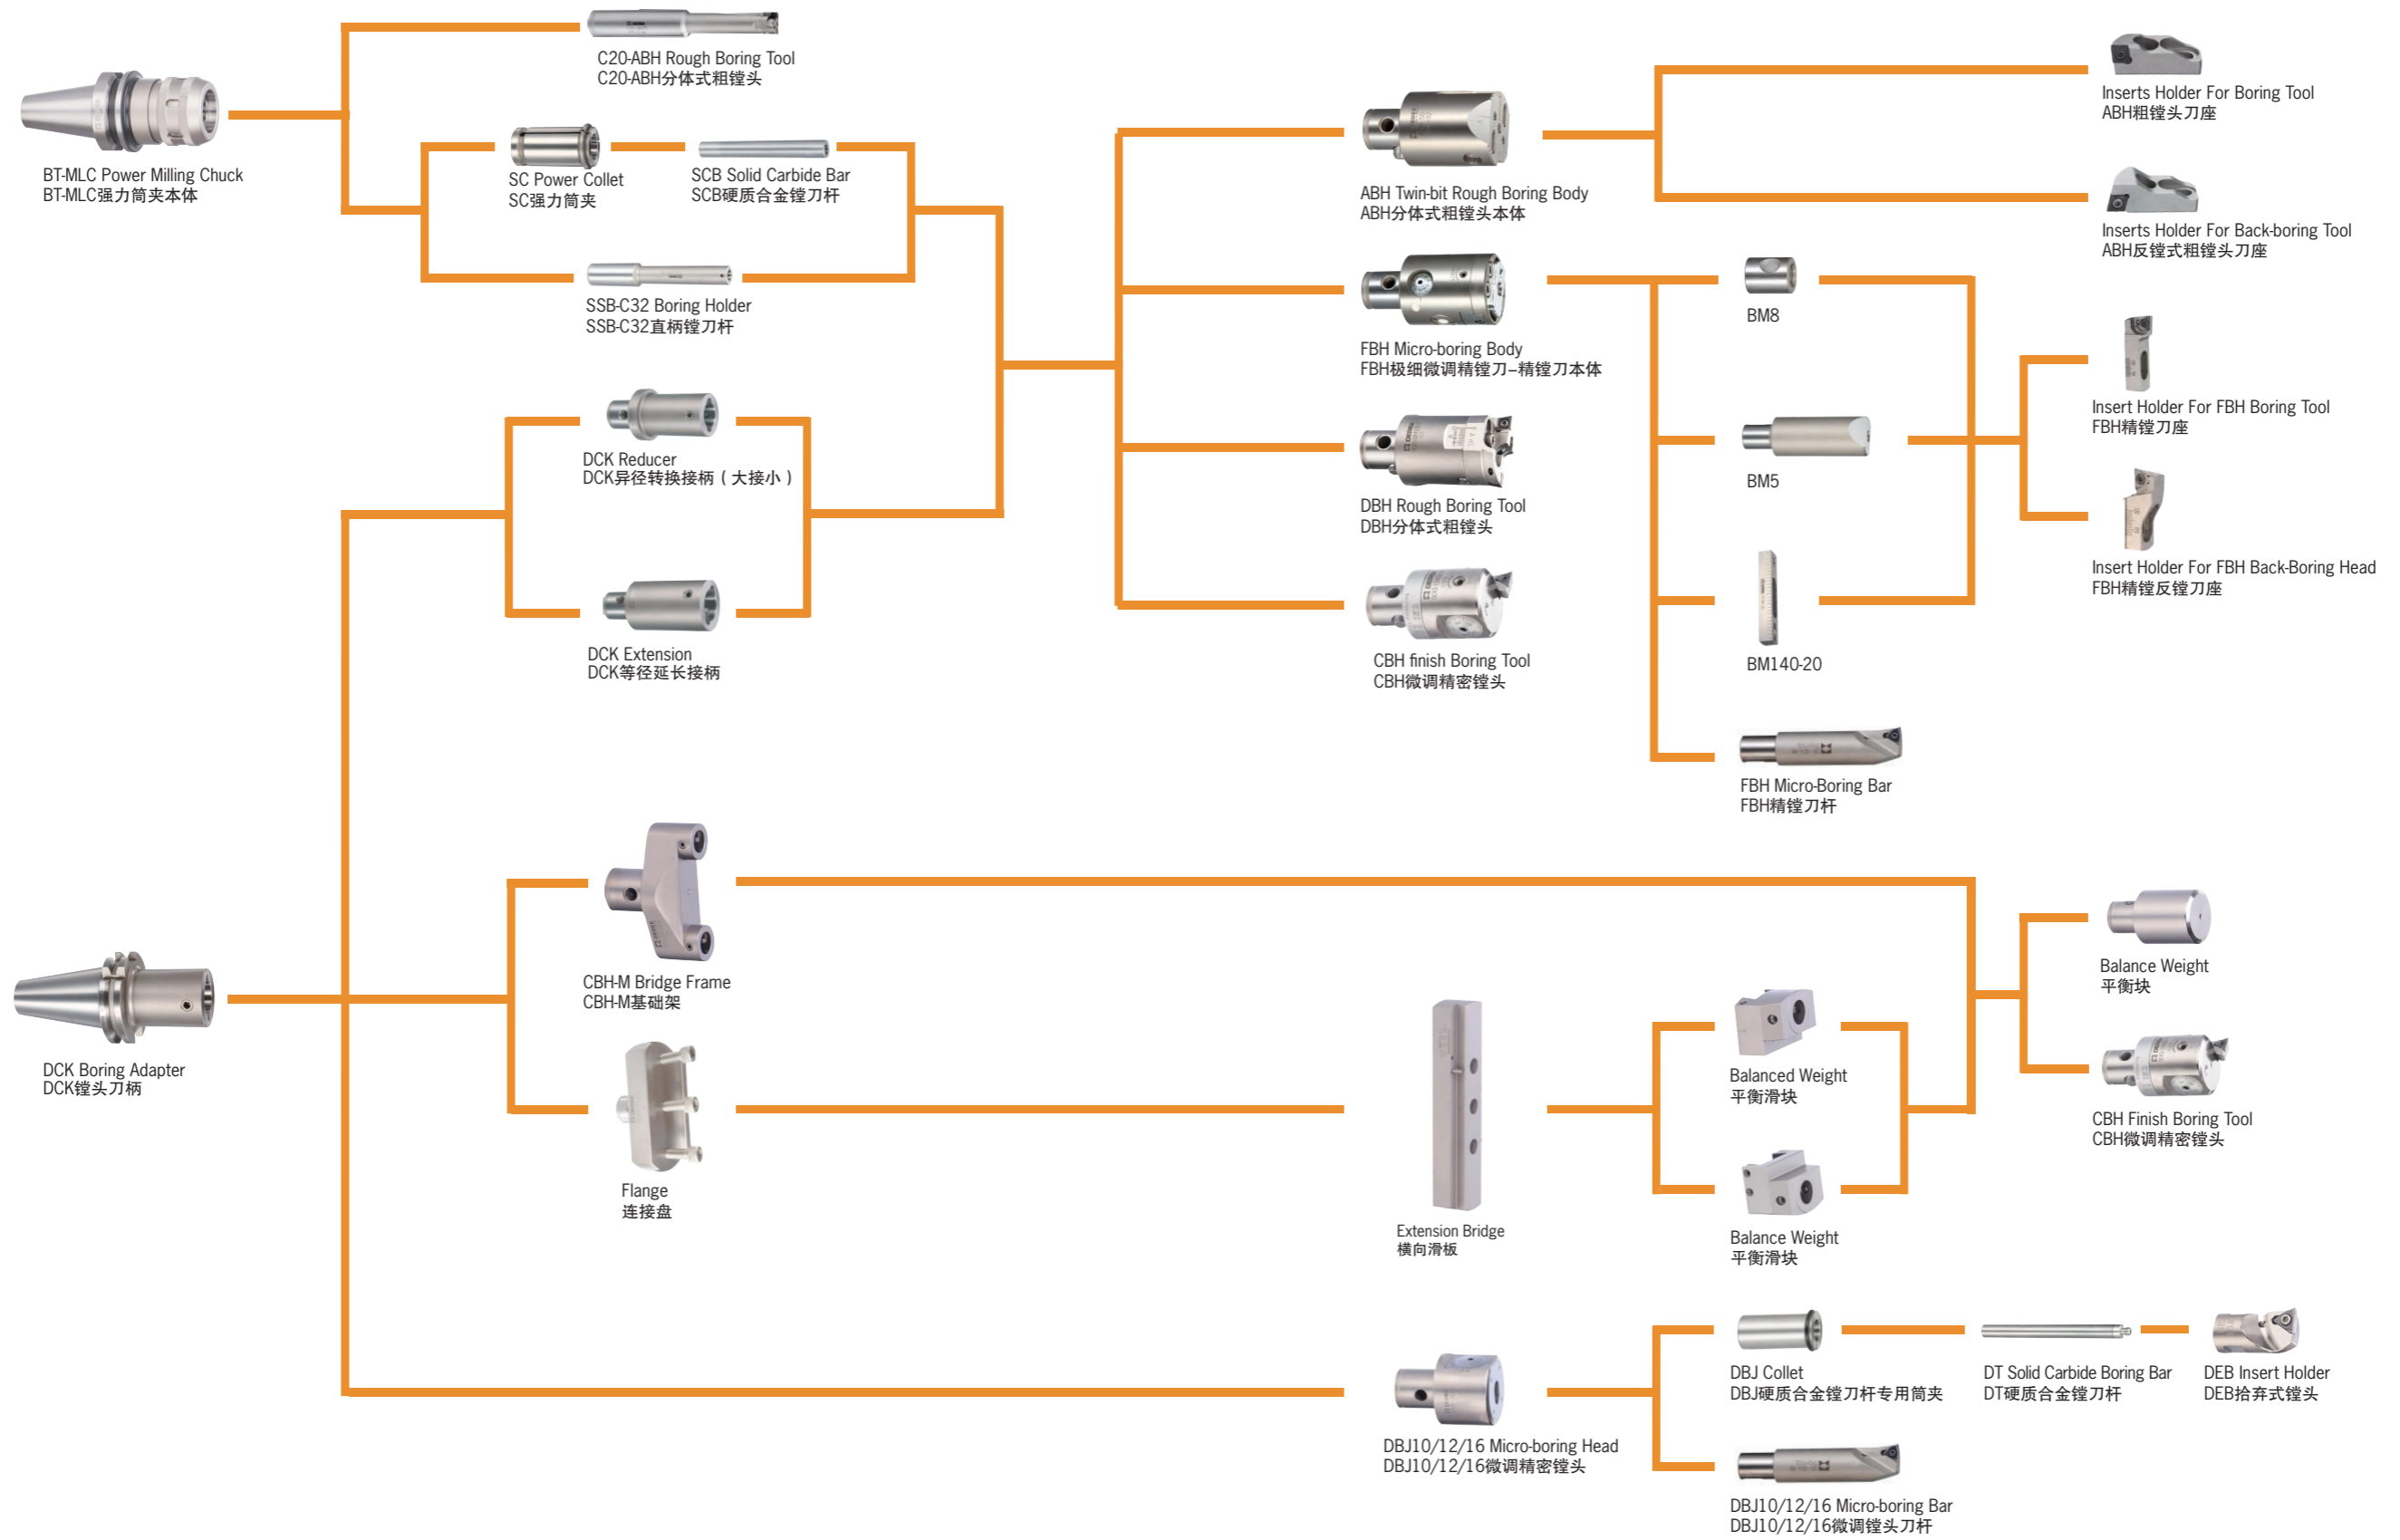 C20-ABH Rough Boring Tool
C20-ABH分体式粗镗头
BT-MLC Power Milling Chuck
BT-MLC强力筒夹本体
SC Power Collet
SC强力筒夹
SCB Solid Carbide Bar
SCB硬质合金镗刀杆
SSB-C32 Boring Holder
SSB-C32直柄镗刀杆
DCK Reducer
DCK异径转换接柄（大接小）
DCK Extension
DCK等径延长接柄
ABH Twin-bit Rough Boring Body
ABH分体式粗镗头本体
FBH Micro-boring Body
FBH极细微调精镗刀–精镗刀本体
DBH Rough Boring Tool
DBH分体式粗镗头
CBH finish Boring Tool
CBH微调精密镗头
Inserts Holder For Boring Tool
ABH粗镗头刀座
Inserts Holder For Back-boring Tool
ABH反镗式粗镗头刀座
BM8
BM5
BM140-20
FBH Micro-Boring Bar
FBH精镗刀杆
Insert Holder For FBH Boring Tool
FBH精镗刀座
Insert Holder For FBH Back-Boring Head
FBH精镗反镗刀座
DCK Boring Adapter
DCK镗头刀柄
CBH-M Bridge Frame
CBH-M基础架
Flange
连接盘
Extension Bridge
横向滑板
Balanced Weight
平衡滑块
Balance Weight
平衡滑块
Balance Weight
平衡块
CBH Finish Boring Tool
CBH微调精密镗头
DBJ10/12/16 Micro-boring Head
DBJ10/12/16微调精密镗头
DBJ Collet
DBJ硬质合金镗刀杆专用筒夹
DT Solid Carbide Boring Bar
DT硬质合金镗刀杆
DEB Insert Holder
DEB拾弃式镗头
DBJ10/12/16 Micro-boring Bar
DBJ10/12/16微调镗头刀杆